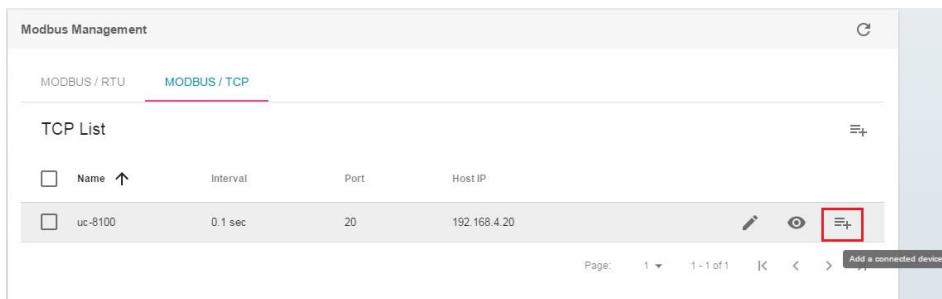 Modbus Management
MODBUS / RTU MODBUS / TCP
TCP List
Name Interval Port Host IP
uc-8100 0.1 sec 20 192.168.4.20
Add a connected device
Page: 1 1 - 1 of 1